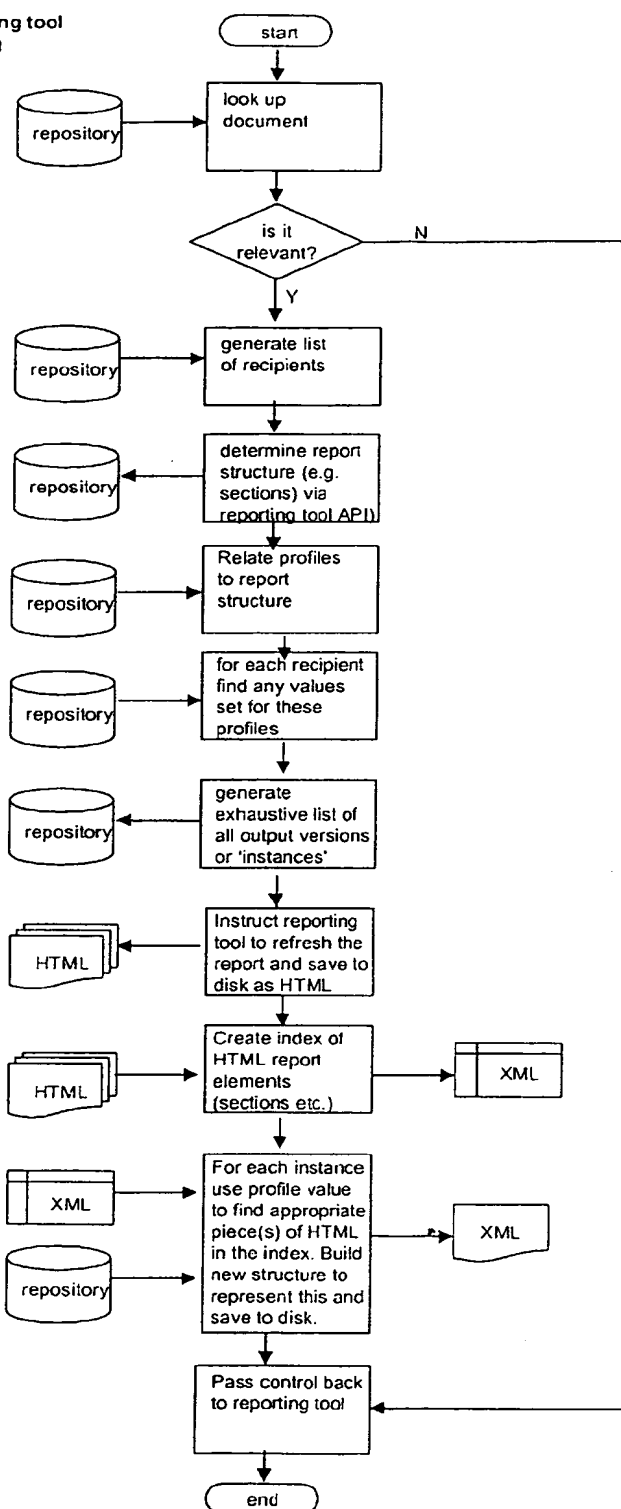 ng tool
start
look up
document
repository
is it
relevant?
N
Y
generate list
of recipients
repository
determine report
structure (e.g.
sections) via
reporting tool API)
repository
Relate profiles
to report
structure
repository
for each recipient
find any values
set for these
profiles
repository
generate
exhaustive list of
all output versions
or 'instances'
repository
Instruct reporting
tool to refresh the
report and save to
disk as HTML
HTML
Create index of
HTML report
elements
(sections etc.)
HTML
XML
For each instance
use profile value
to find appropriate
piece(s) of HTML
in the index. Build
new structure to
represent this and
save to disk.
XML
repository
XML
Pass control back
to reporting tool
end